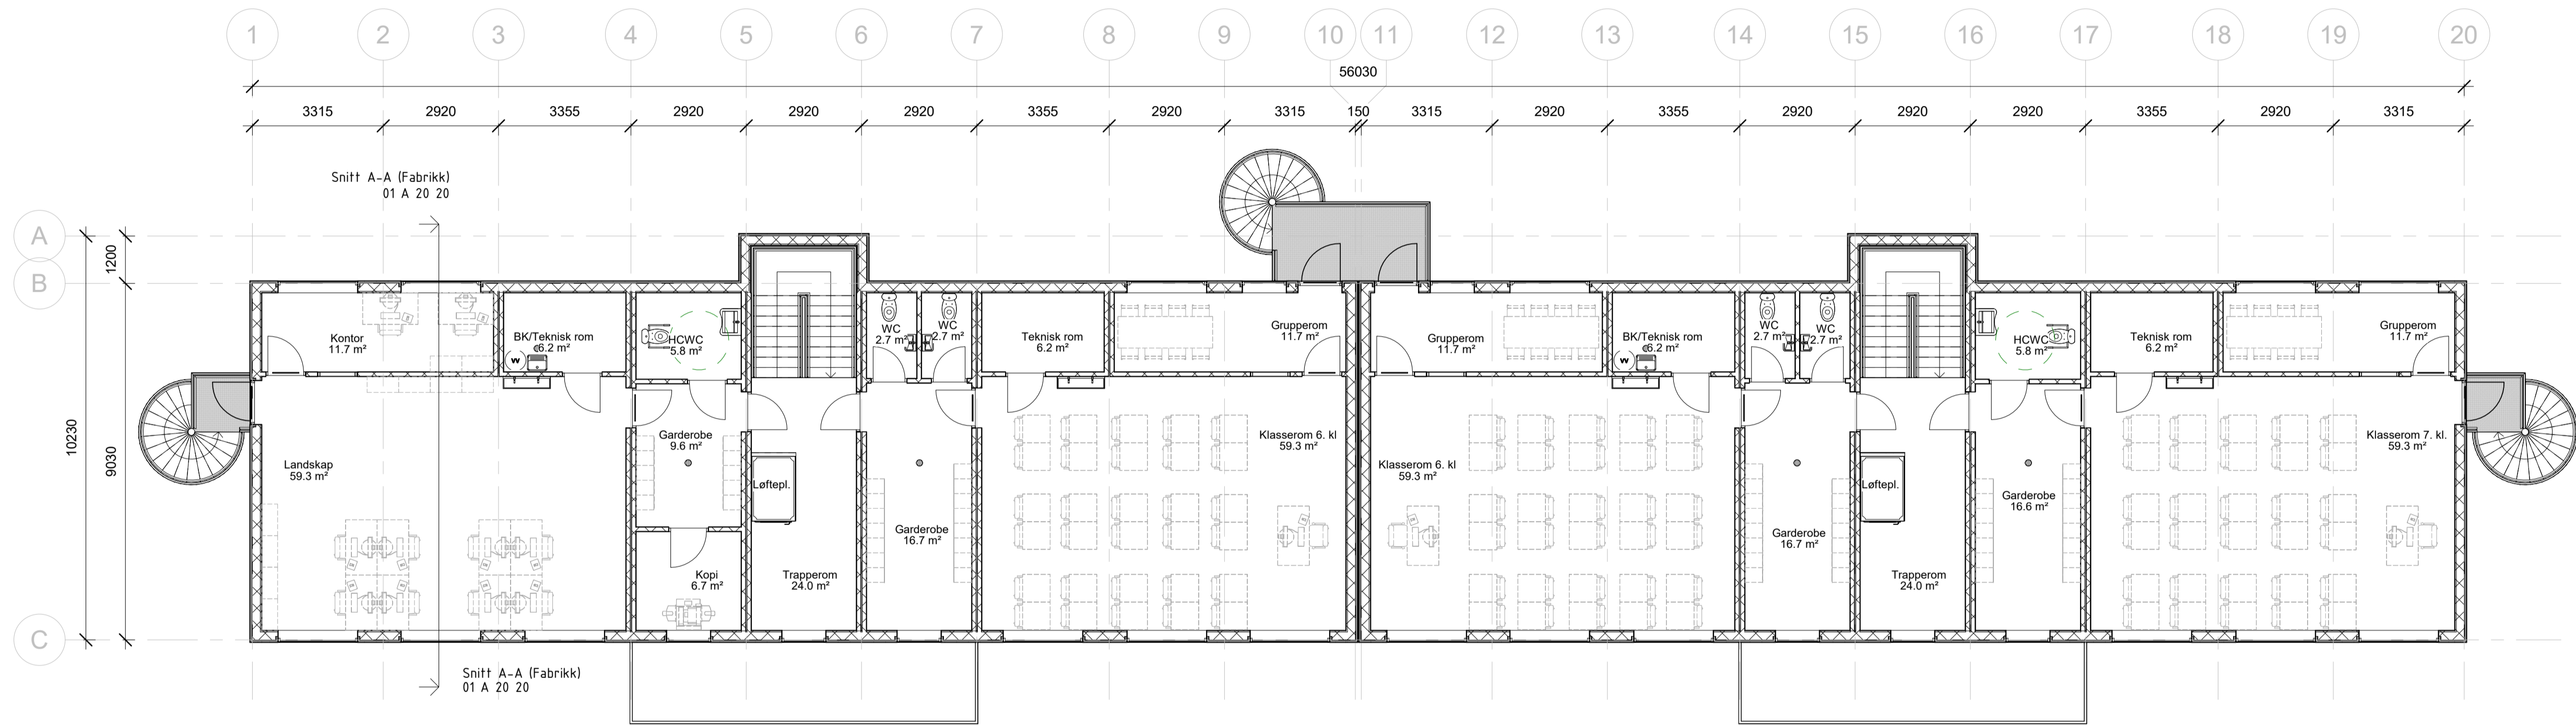 1 2 3 4 5 6 7 8 9 10 11 12 13 14 15 16 17 18 19 20
56030
3315 2920 3355 2920 2920 2920 3355 2920 3315 150 3315 2920 3355 2920 2920 2920 3355 2920 3315
Snitt A-A (Fabrikk)
01 A 20 20
A
B
C
1200
9030
10230
Kontor
11.7 m²
BK/Teknisk rom
6.2 m²
HCWC
5.8 m²
WC
2.7 m²
WC
2.7 m²
Teknisk rom
6.2 m²
Grupperom
11.7 m²
Grupperom
11.7 m²
BK/Teknisk rom
6.2 m²
WC
2.7 m²
WC
2.7 m²
HCWC
5.8 m²
Teknisk rom
6.2 m²
Grupperom
11.7 m²
Landskap
59.3 m²
Garderobe
9.6 m²
Løftepl.
Garderobe
16.7 m²
Klasserom 6. kl
59.3 m²
Klasserom 6. kl
59.3 m²
Garderobe
16.7 m²
Løftepl.
Garderobe
16.6 m²
Klasserom 7. kl.
59.3 m²
Kopi
6.7 m²
Trapperom
24.0 m²
Trapperom
24.0 m²
Snitt A-A (Fabrikk)
01 A 20 20